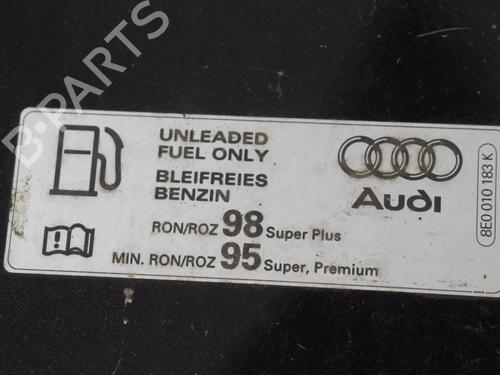 B-PARTS
UNLEADED
FUEL ONLY
BLEIFREIES
BENZIN
RON/ROZ 98 Super Plus
MIN. RON/ROZ 95 Super, Premium
Audi
8E0 010 183 K